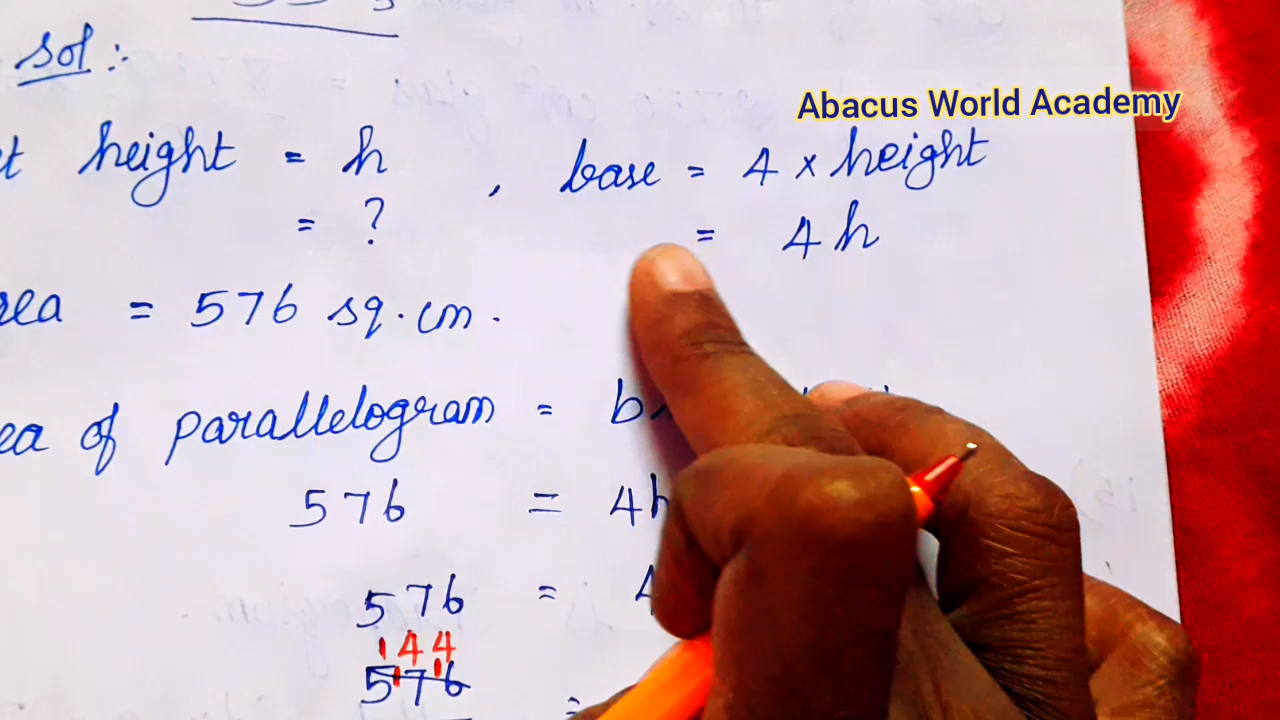 sol :-
Abacus World Academy
height = h , base = 4 × height
= ? = 4h
= 576 sq.cm.
of parallelogram =
576 = 4h
576 =
144
576 =